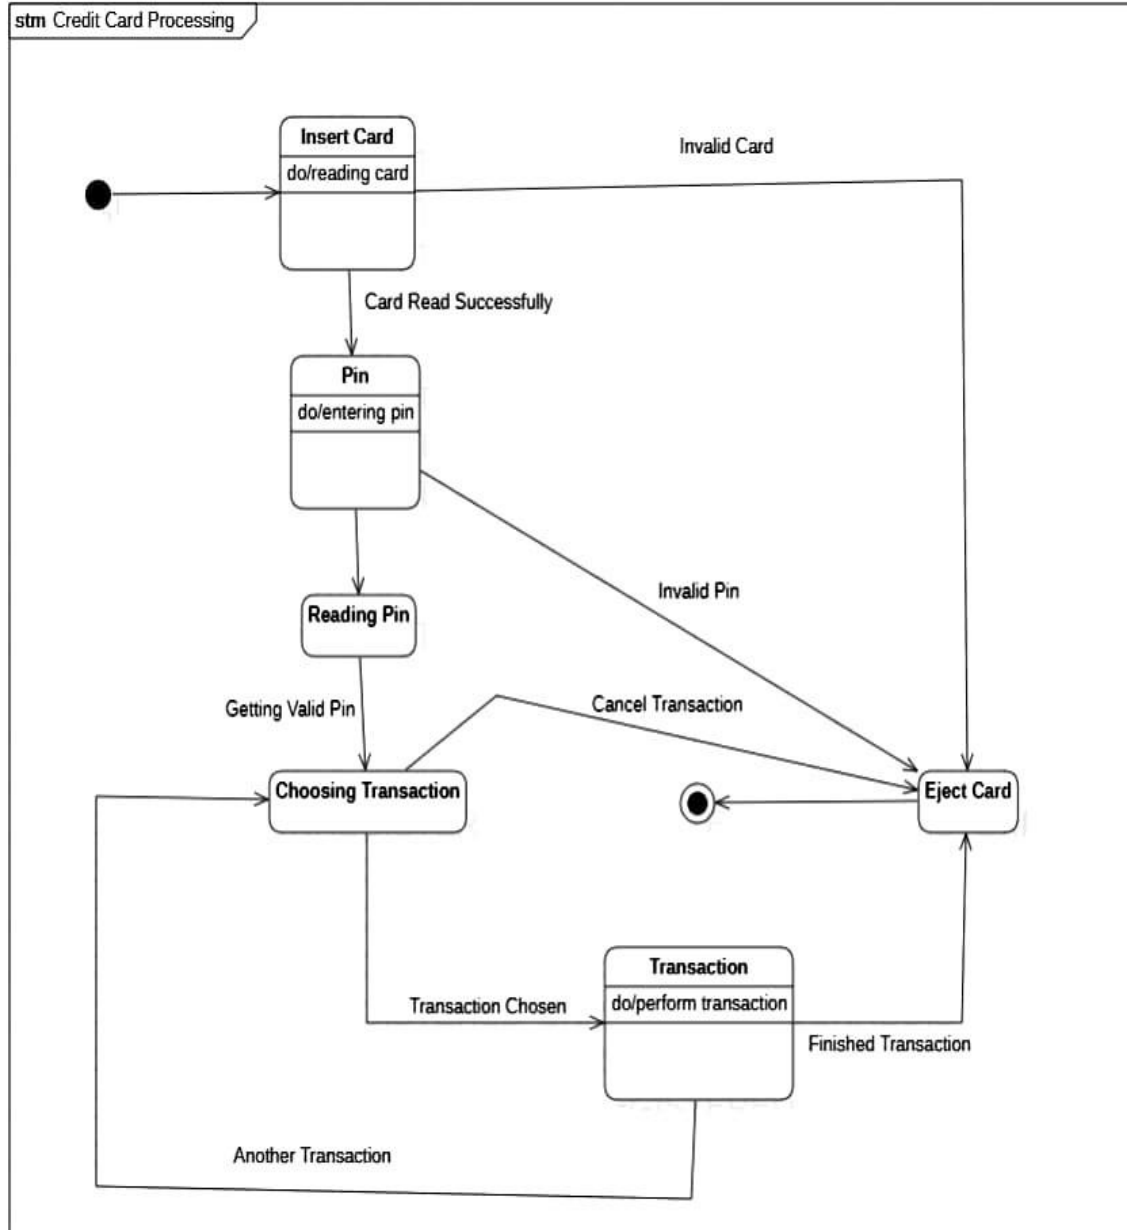 stm Credit Card Processing
Insert Card
do/reading card
Invalid Card
Card Read Successfully
Pin
do/entering pin
Invalid Pin
Reading Pin
Getting Valid Pin
Cancel Transaction
Choosing Transaction
Eject Card
Transaction
do/perform transaction
Transaction Chosen
Finished Transaction
Another Transaction